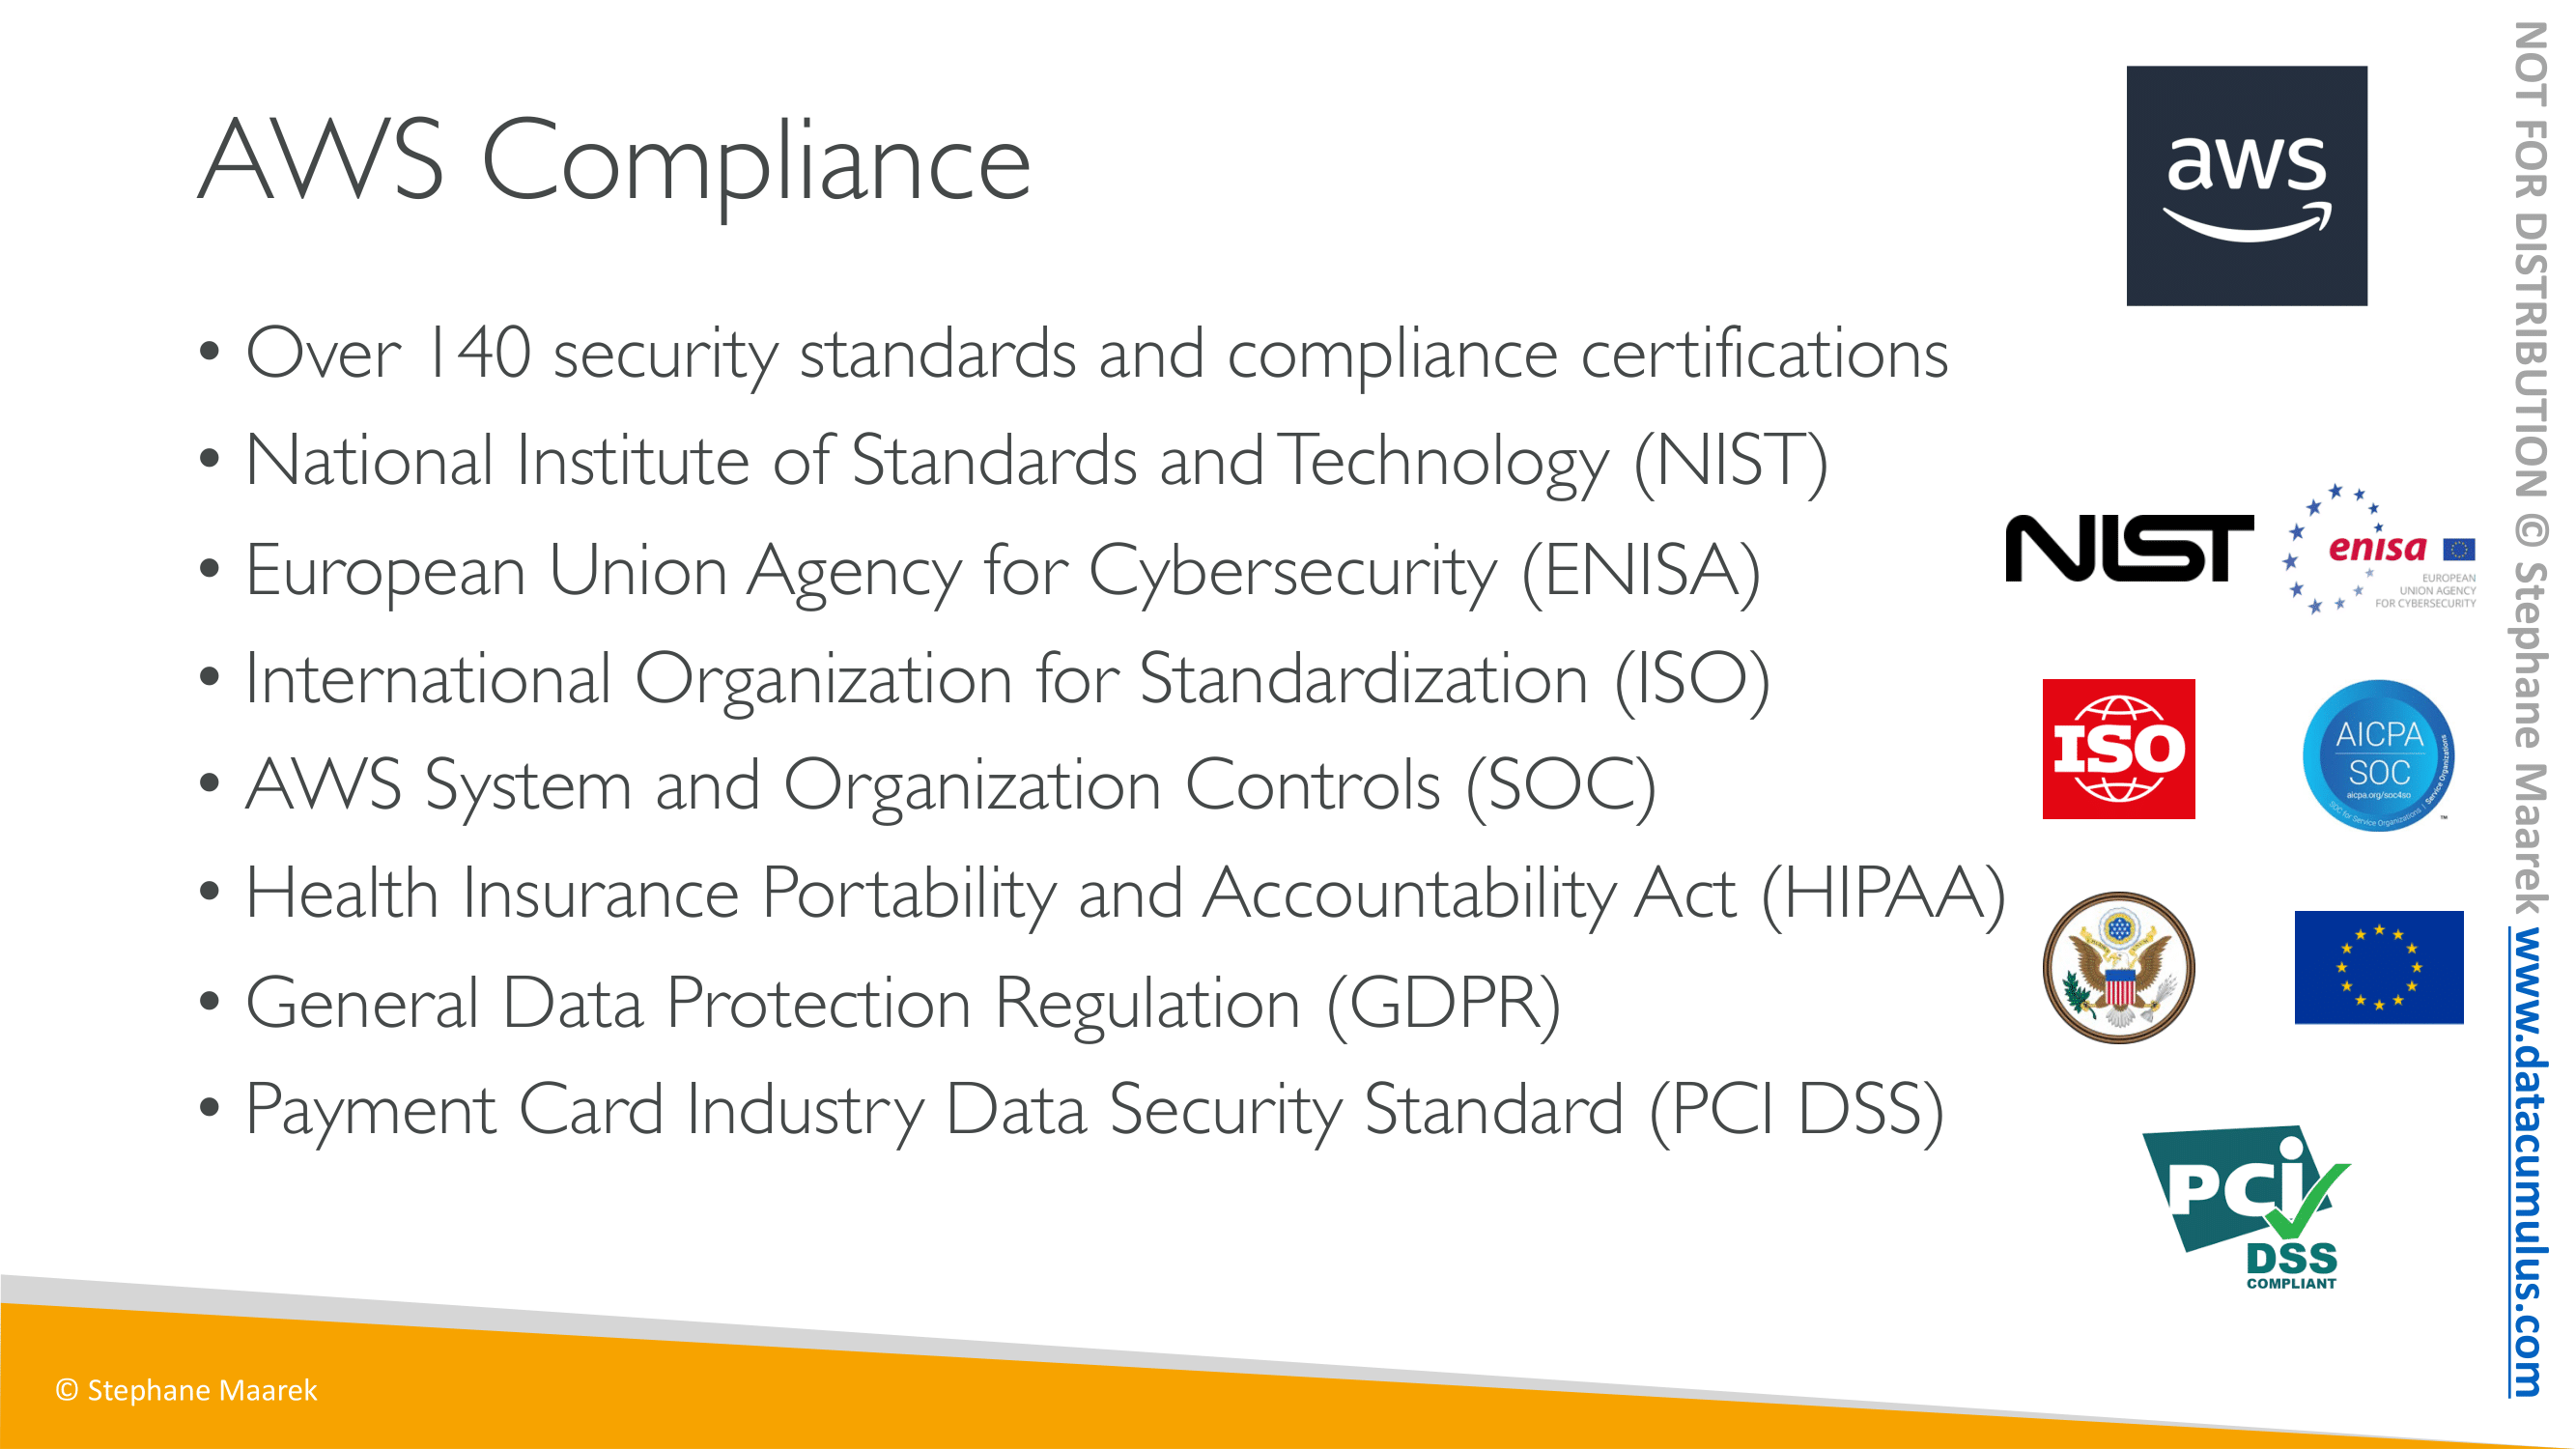 AWS Compliance
aws
• Over 140 security standards and compliance certifications
• National Institute of Standards and Technology (NIST)
• European Union Agency for Cybersecurity (ENISA)
• International Organization for Standardization (ISO)
• AWS System and Organization Controls (SOC)
• Health Insurance Portability and Accountability Act (HIPAA)
• General Data Protection Regulation (GDPR)
• Payment Card Industry Data Security Standard (PCI DSS)
NIST
enisa
EUROPEAN
UNION AGENCY
FOR CYBERSECURITY
ISO
AICPA
SOC
aicpa.org/soc4so
SOC for Service Organizations | Service Organizations
TM
PCi
DSS
COMPLIANT
© Stephane Maarek
NOT FOR DISTRIBUTION © Stephane Maarek www.datacumulus.com